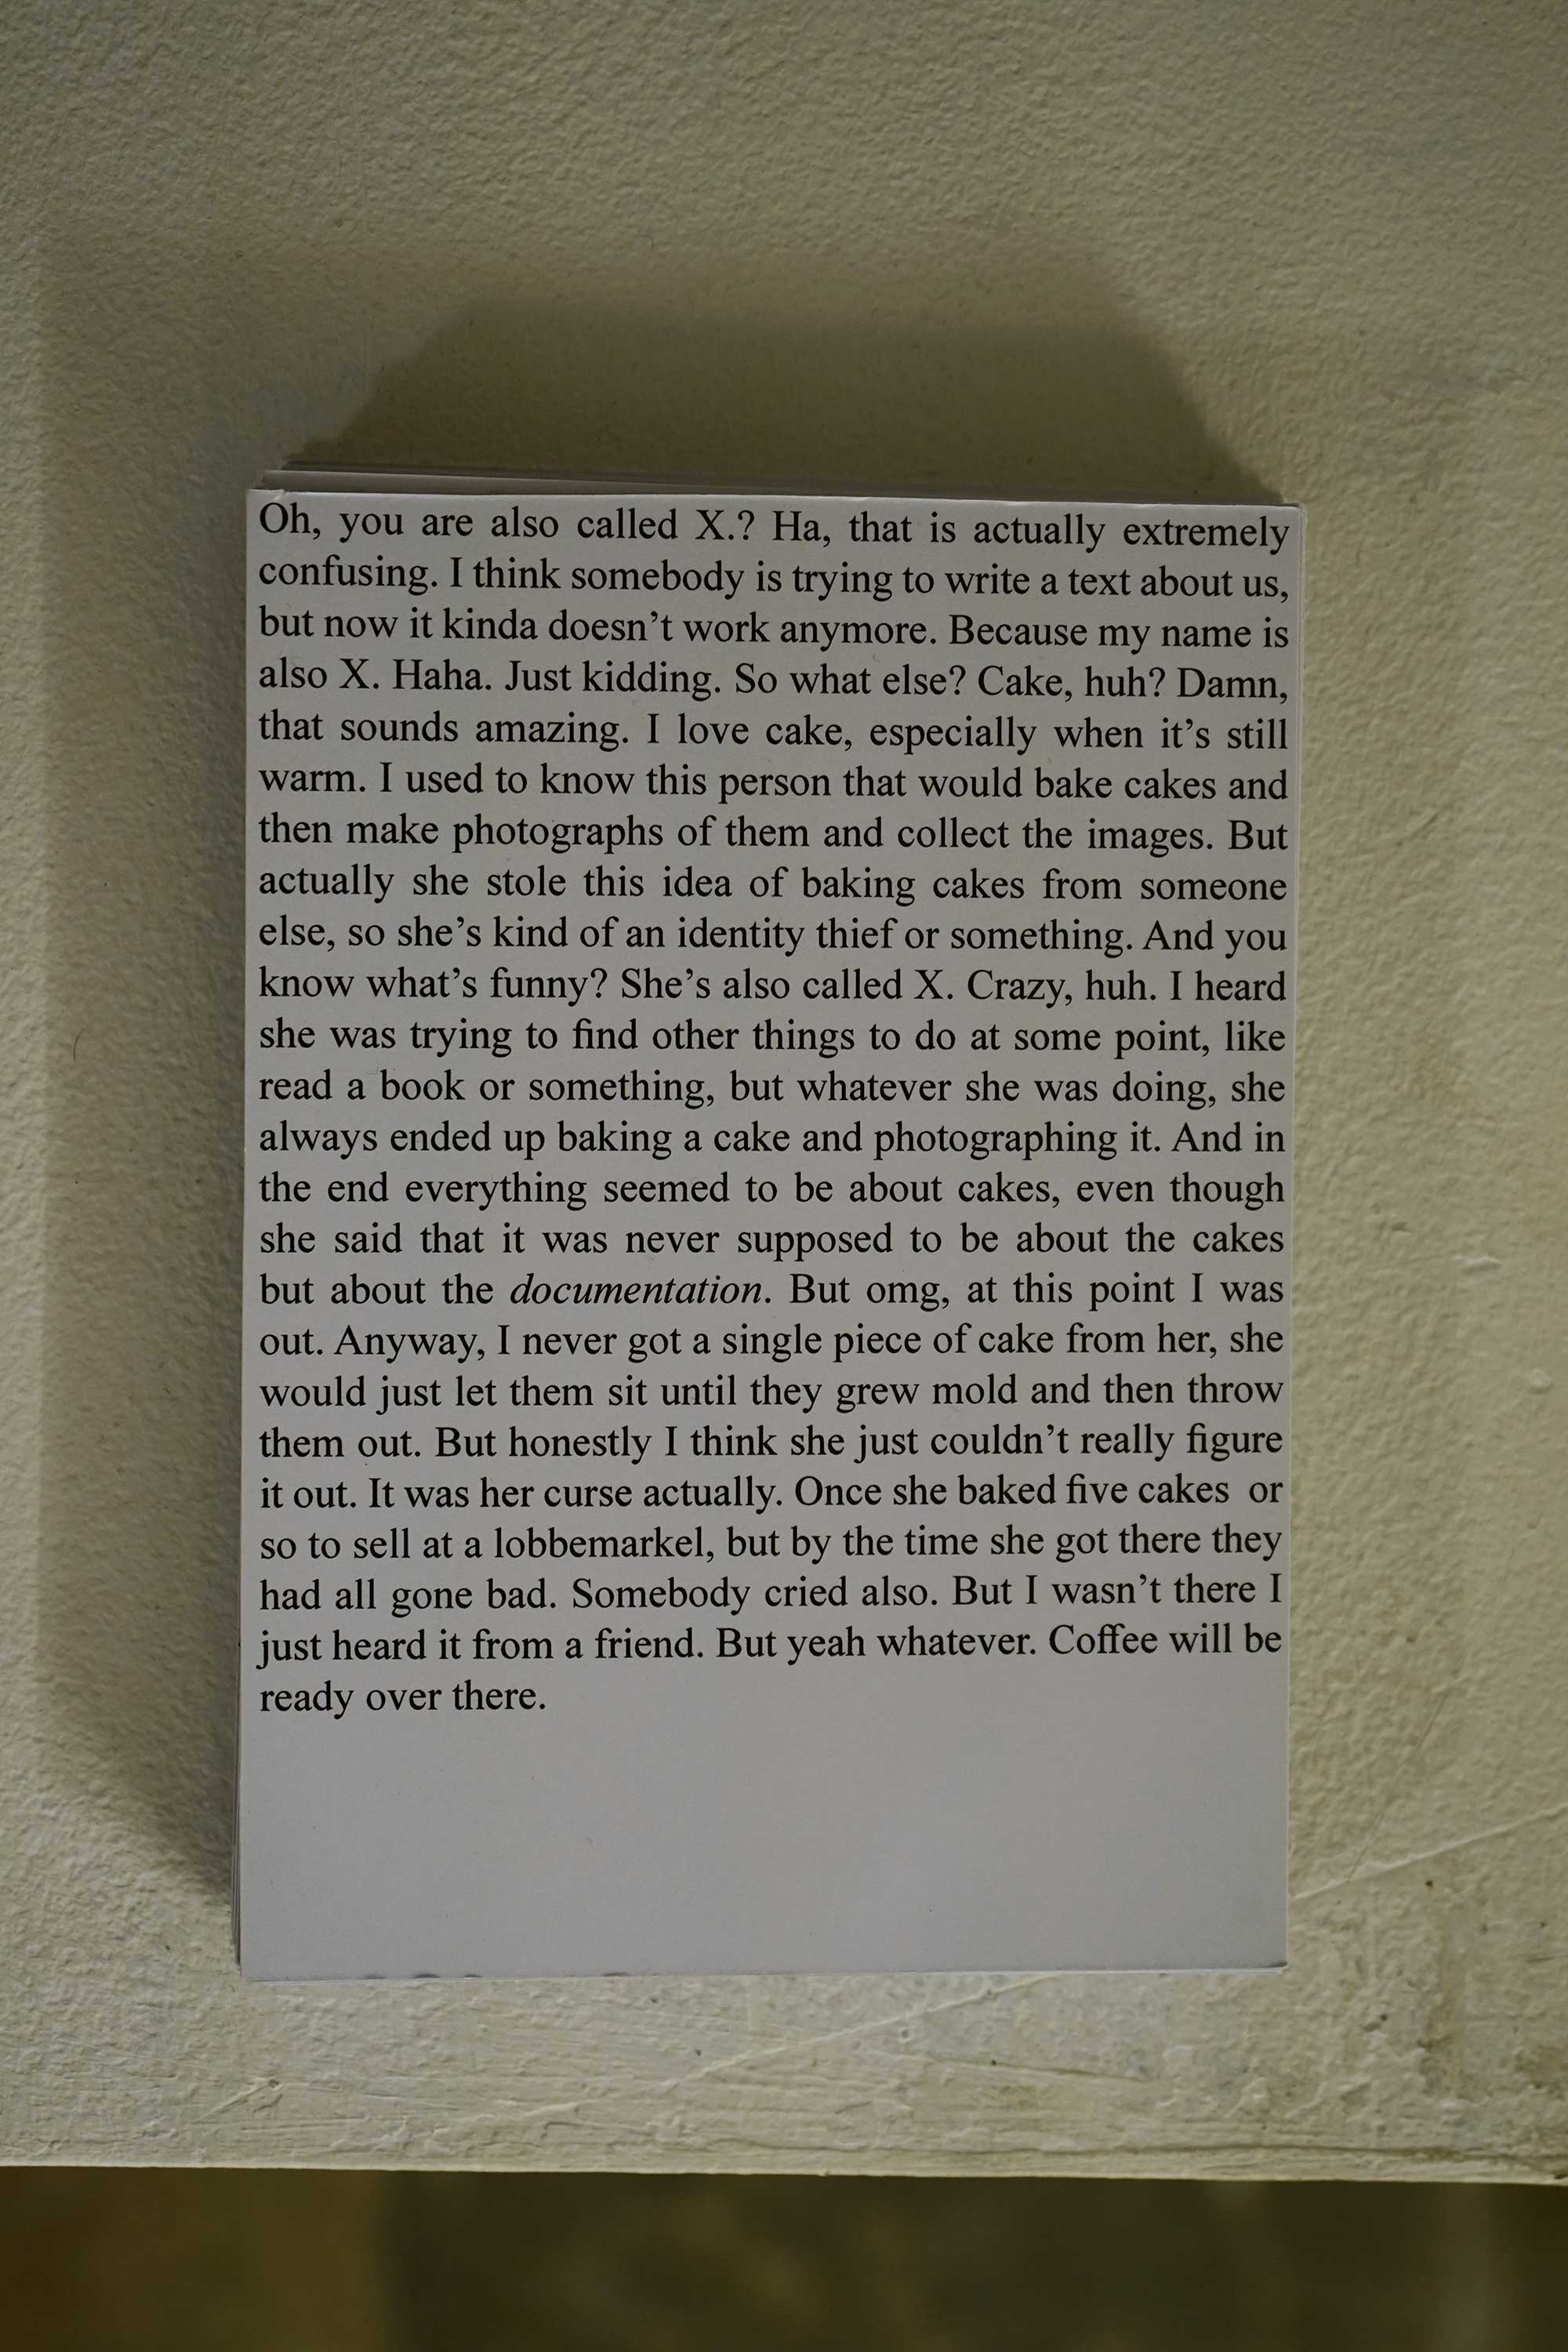 Oh, you are also called X.? Ha, that is actually extremely
confusing. I think somebody is trying to write a text about us,
but now it kinda doesn’t work anymore. Because my name is
also X. Haha. Just kidding. So what else? Cake, huh? Damn,
that sounds amazing. I love cake, especially when it’s still
warm. I used to know this person that would bake cakes and
then make photographs of them and collect the images. But
actually she stole this idea of baking cakes from someone
else, so she’s kind of an identity thief or something. And you
know what’s funny? She’s also called X. Crazy, huh. I heard
she was trying to find other things to do at some point, like
read a book or something, but whatever she was doing, she
always ended up baking a cake and photographing it. And in
the end everything seemed to be about cakes, even though
she said that it was never supposed to be about the cakes
but about the documentation. But omg, at this point I was
out. Anyway, I never got a single piece of cake from her, she
would just let them sit until they grew mold and then throw
them out. But honestly I think she just couldn’t really figure
it out. It was her curse actually. Once she baked five cakes or
so to sell at a lobbemarkel, but by the time she got there they
had all gone bad. Somebody cried also. But I wasn’t there I
just heard it from a friend. But yeah whatever. Coffee will be
ready over there.